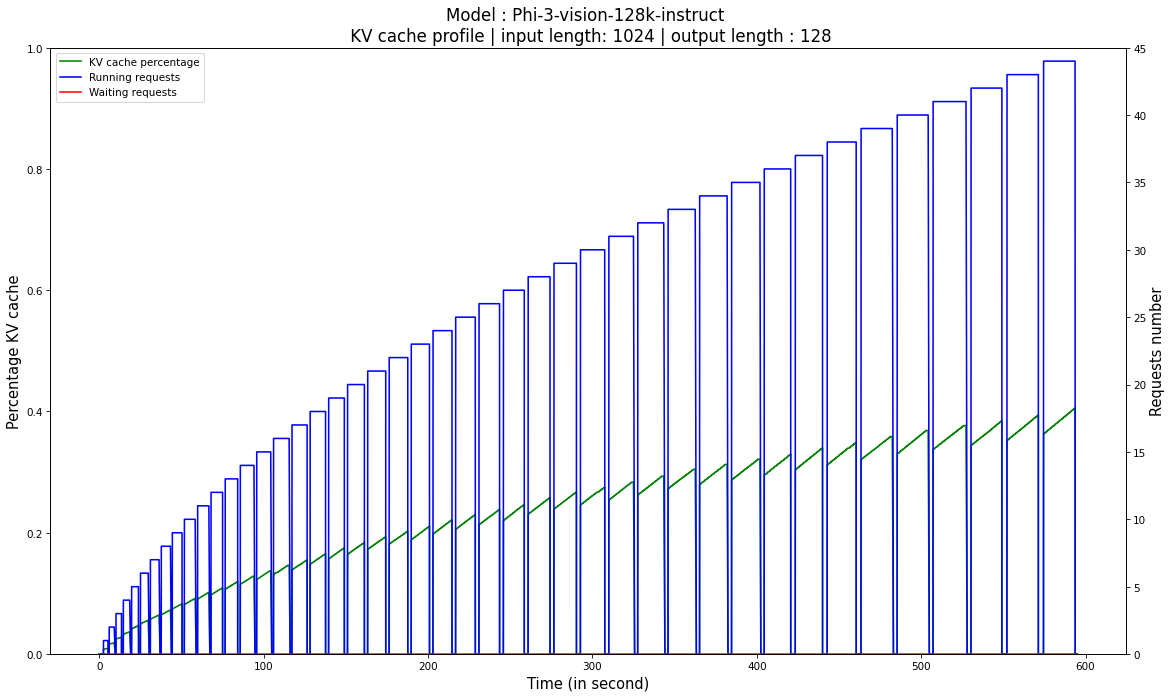 Model : Phi-3-vision-128k-instruct
KV cache profile | input length: 1024 | output length : 128
KV cache percentage
Running requests
Waiting requests
Percentage KV cache
1.0
0.8
0.6
0.4
0.2
0.0
45
40
35
30
25
20
15
10
5
0
Requests number
0 100 200 300 400 500 600
Time (in second)